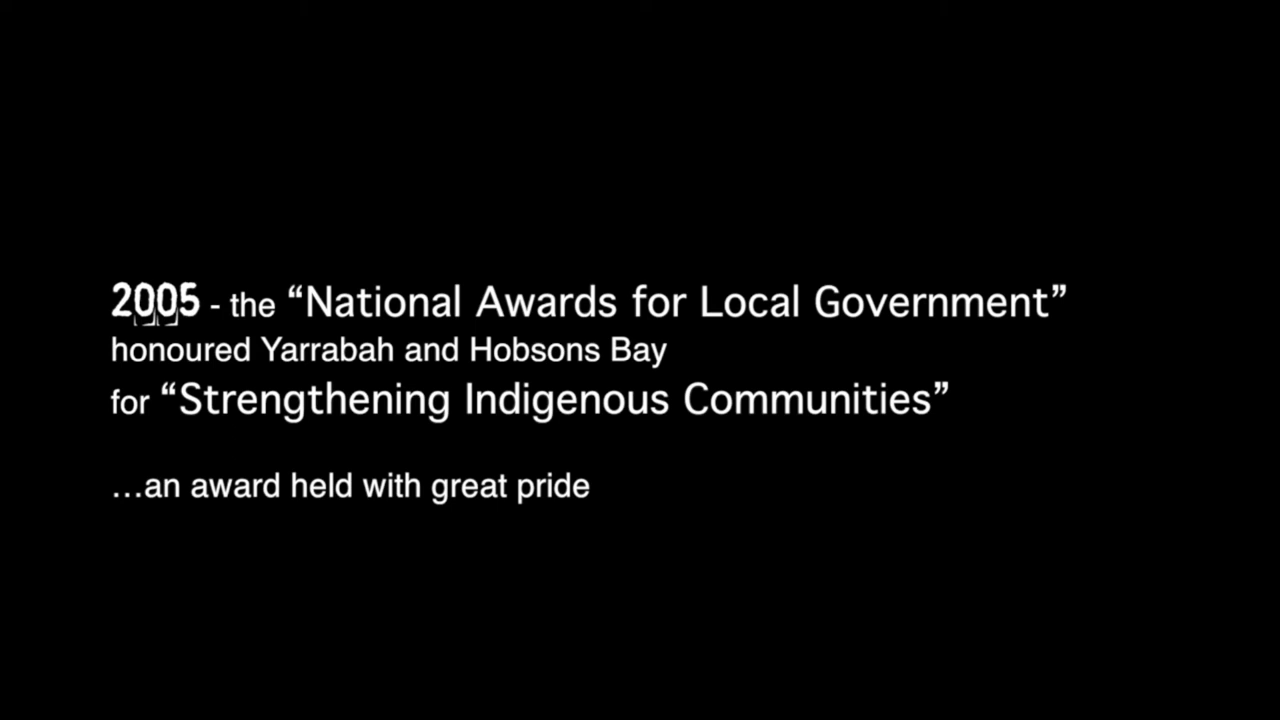 2005 - the “National Awards for Local Government”
honoured Yarrabah and Hobsons Bay
for “Strengthening Indigenous Communities”
…an award held with great pride